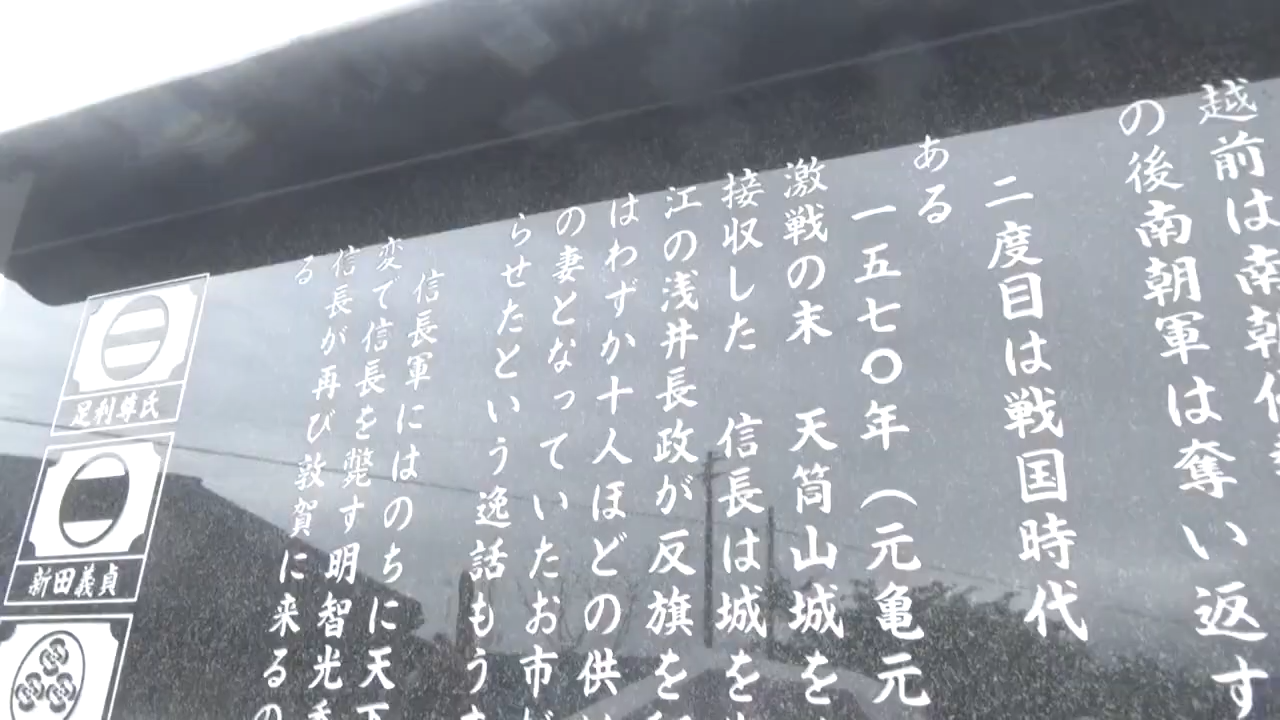 越前は南朝
の後南朝軍は奪い返す
二度目は戦国時代
ある
一五七〇年（元亀元
激戦の末　天筒山城を
接収した　信長は城を
江の浅井長政が反旗を
はわずか十人ほどの供
の妻となっていたお市が
らせたという逸話もう
信長軍にはのちに天下
変で信長を斃す明智光秀
信長が再び敦賀に来るの
る
足利尊氏
新田義貞